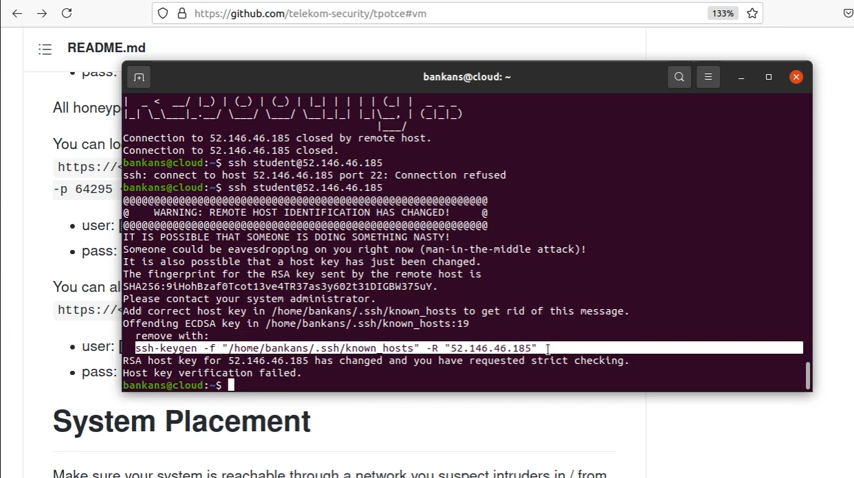 https://github.com/telekom-security/tpotce#vm
133%
README.md
pass:
bankans@cloud: ~
All honeyp
You can lo
https://<
-p 64295
user: [
pass:
You can al
https://<
user: [
pass:
Connection to 52.146.46.185 closed by remote host.
Connection to 52.146.46.185 closed.
bankans@cloud:~$ ssh student@52.146.46.185
ssh: connect to host 52.146.46.185 port 22: Connection refused
bankans@cloud:~$ ssh student@52.146.46.185
@@@@@@@@@@@@@@@@@@@@@@@@@@@@@@@@@@@@@@@@@@@@@@@@@@@@@@@@@@@
@    WARNING: REMOTE HOST IDENTIFICATION HAS CHANGED!     @
@@@@@@@@@@@@@@@@@@@@@@@@@@@@@@@@@@@@@@@@@@@@@@@@@@@@@@@@@@@
IT IS POSSIBLE THAT SOMEONE IS DOING SOMETHING NASTY!
Someone could be eavesdropping on you right now (man-in-the-middle attack)!
It is also possible that a host key has just been changed.
The fingerprint for the RSA key sent by the remote host is
SHA256:9iHohBzaf0Tcot13ve4TR37as3y602t31DIGBW375uY.
Please contact your system administrator.
Add correct host key in /home/bankans/.ssh/known_hosts to get rid of this message.
Offending ECDSA key in /home/bankans/.ssh/known_hosts:19
  remove with:
  ssh-keygen -f "/home/bankans/.ssh/known_hosts" -R "52.146.46.185"
RSA host key for 52.146.46.185 has changed and you have requested strict checking.
Host key verification failed.
bankans@cloud:~$
System Placement
Make sure your system is reachable through a network you suspect intruders in / from